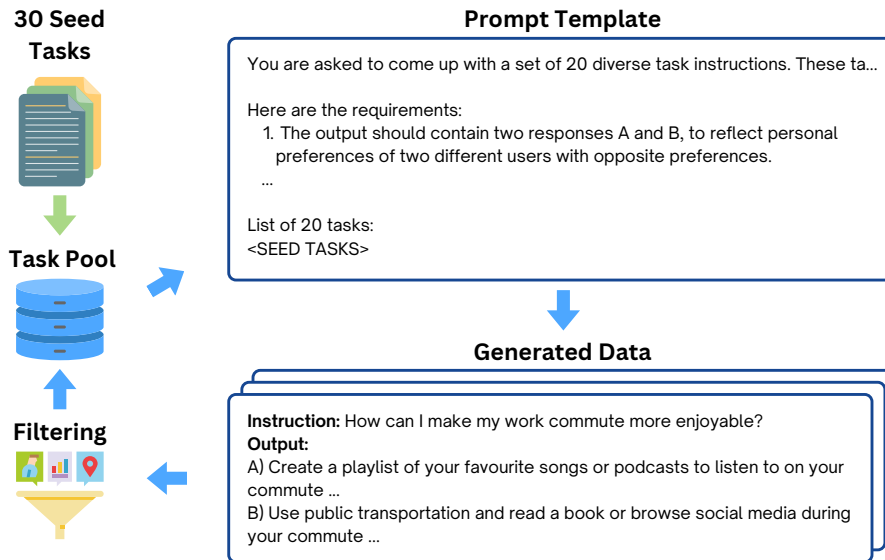 30 Seed
Tasks
Task Pool
Filtering
Prompt Template
You are asked to come up with a set of 20 diverse task instructions. These ta...
Here are the requirements:
1. The output should contain two responses A and B, to reflect personal
preferences of two different users with opposite preferences.
...
List of 20 tasks:
<SEED TASKS>
Generated Data
Instruction: How can I make my work commute more enjoyable?
Output:
A) Create a playlist of your favourite songs or podcasts to listen to on your
commute ...
B) Use public transportation and read a book or browse social media during
your commute ...